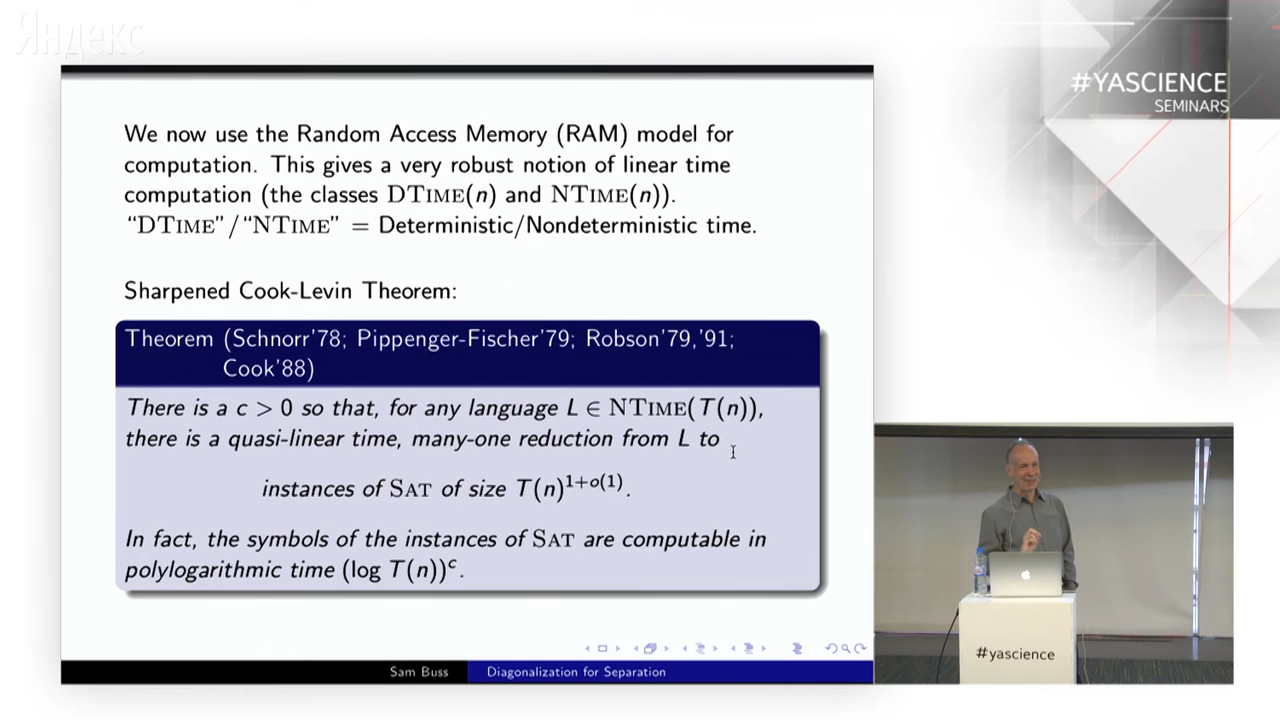 Яндекс
#YASCIENCE
SEMINARS
We now use the Random Access Memory (RAM) model for
computation. This gives a very robust notion of linear time
computation (the classes DTIME(n) and NTIME(n)).
“DTIME”/“NTIME” = Deterministic/Nondeterministic time.
Sharpened Cook-Levin Theorem:
Theorem (Schnorr’78; Pippenger-Fischer’79; Robson’79,’91;
Cook’88)
There is a c > 0 so that, for any language L ∈ NTIME(T(n)),
there is a quasi-linear time, many-one reduction from L to
instances of SAT of size T(n)^{1+o(1)}.
In fact, the symbols of the instances of SAT are computable in
polylogarithmic time (log T(n))^c.
Sam Buss Diagonalization for Separation
#yascience